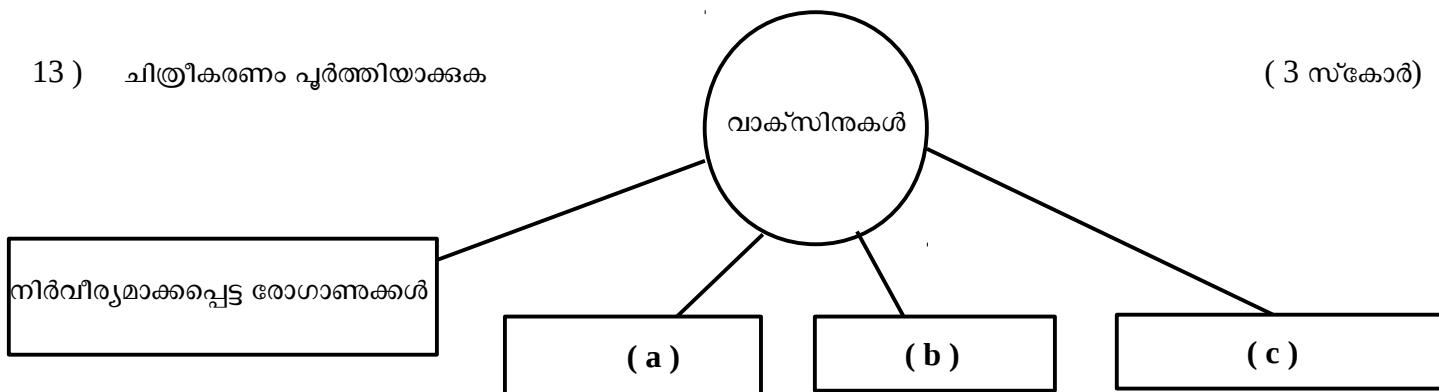 13 ) ചിത്രീകരണം പൂർത്തിയാക്കുക ( 3 സ്കോർ)
വാക്സിനുകൾ
നിർവീര്യമാക്കപ്പെട്ട രോഗാണുക്കൾ
( a )
( b )
( c )